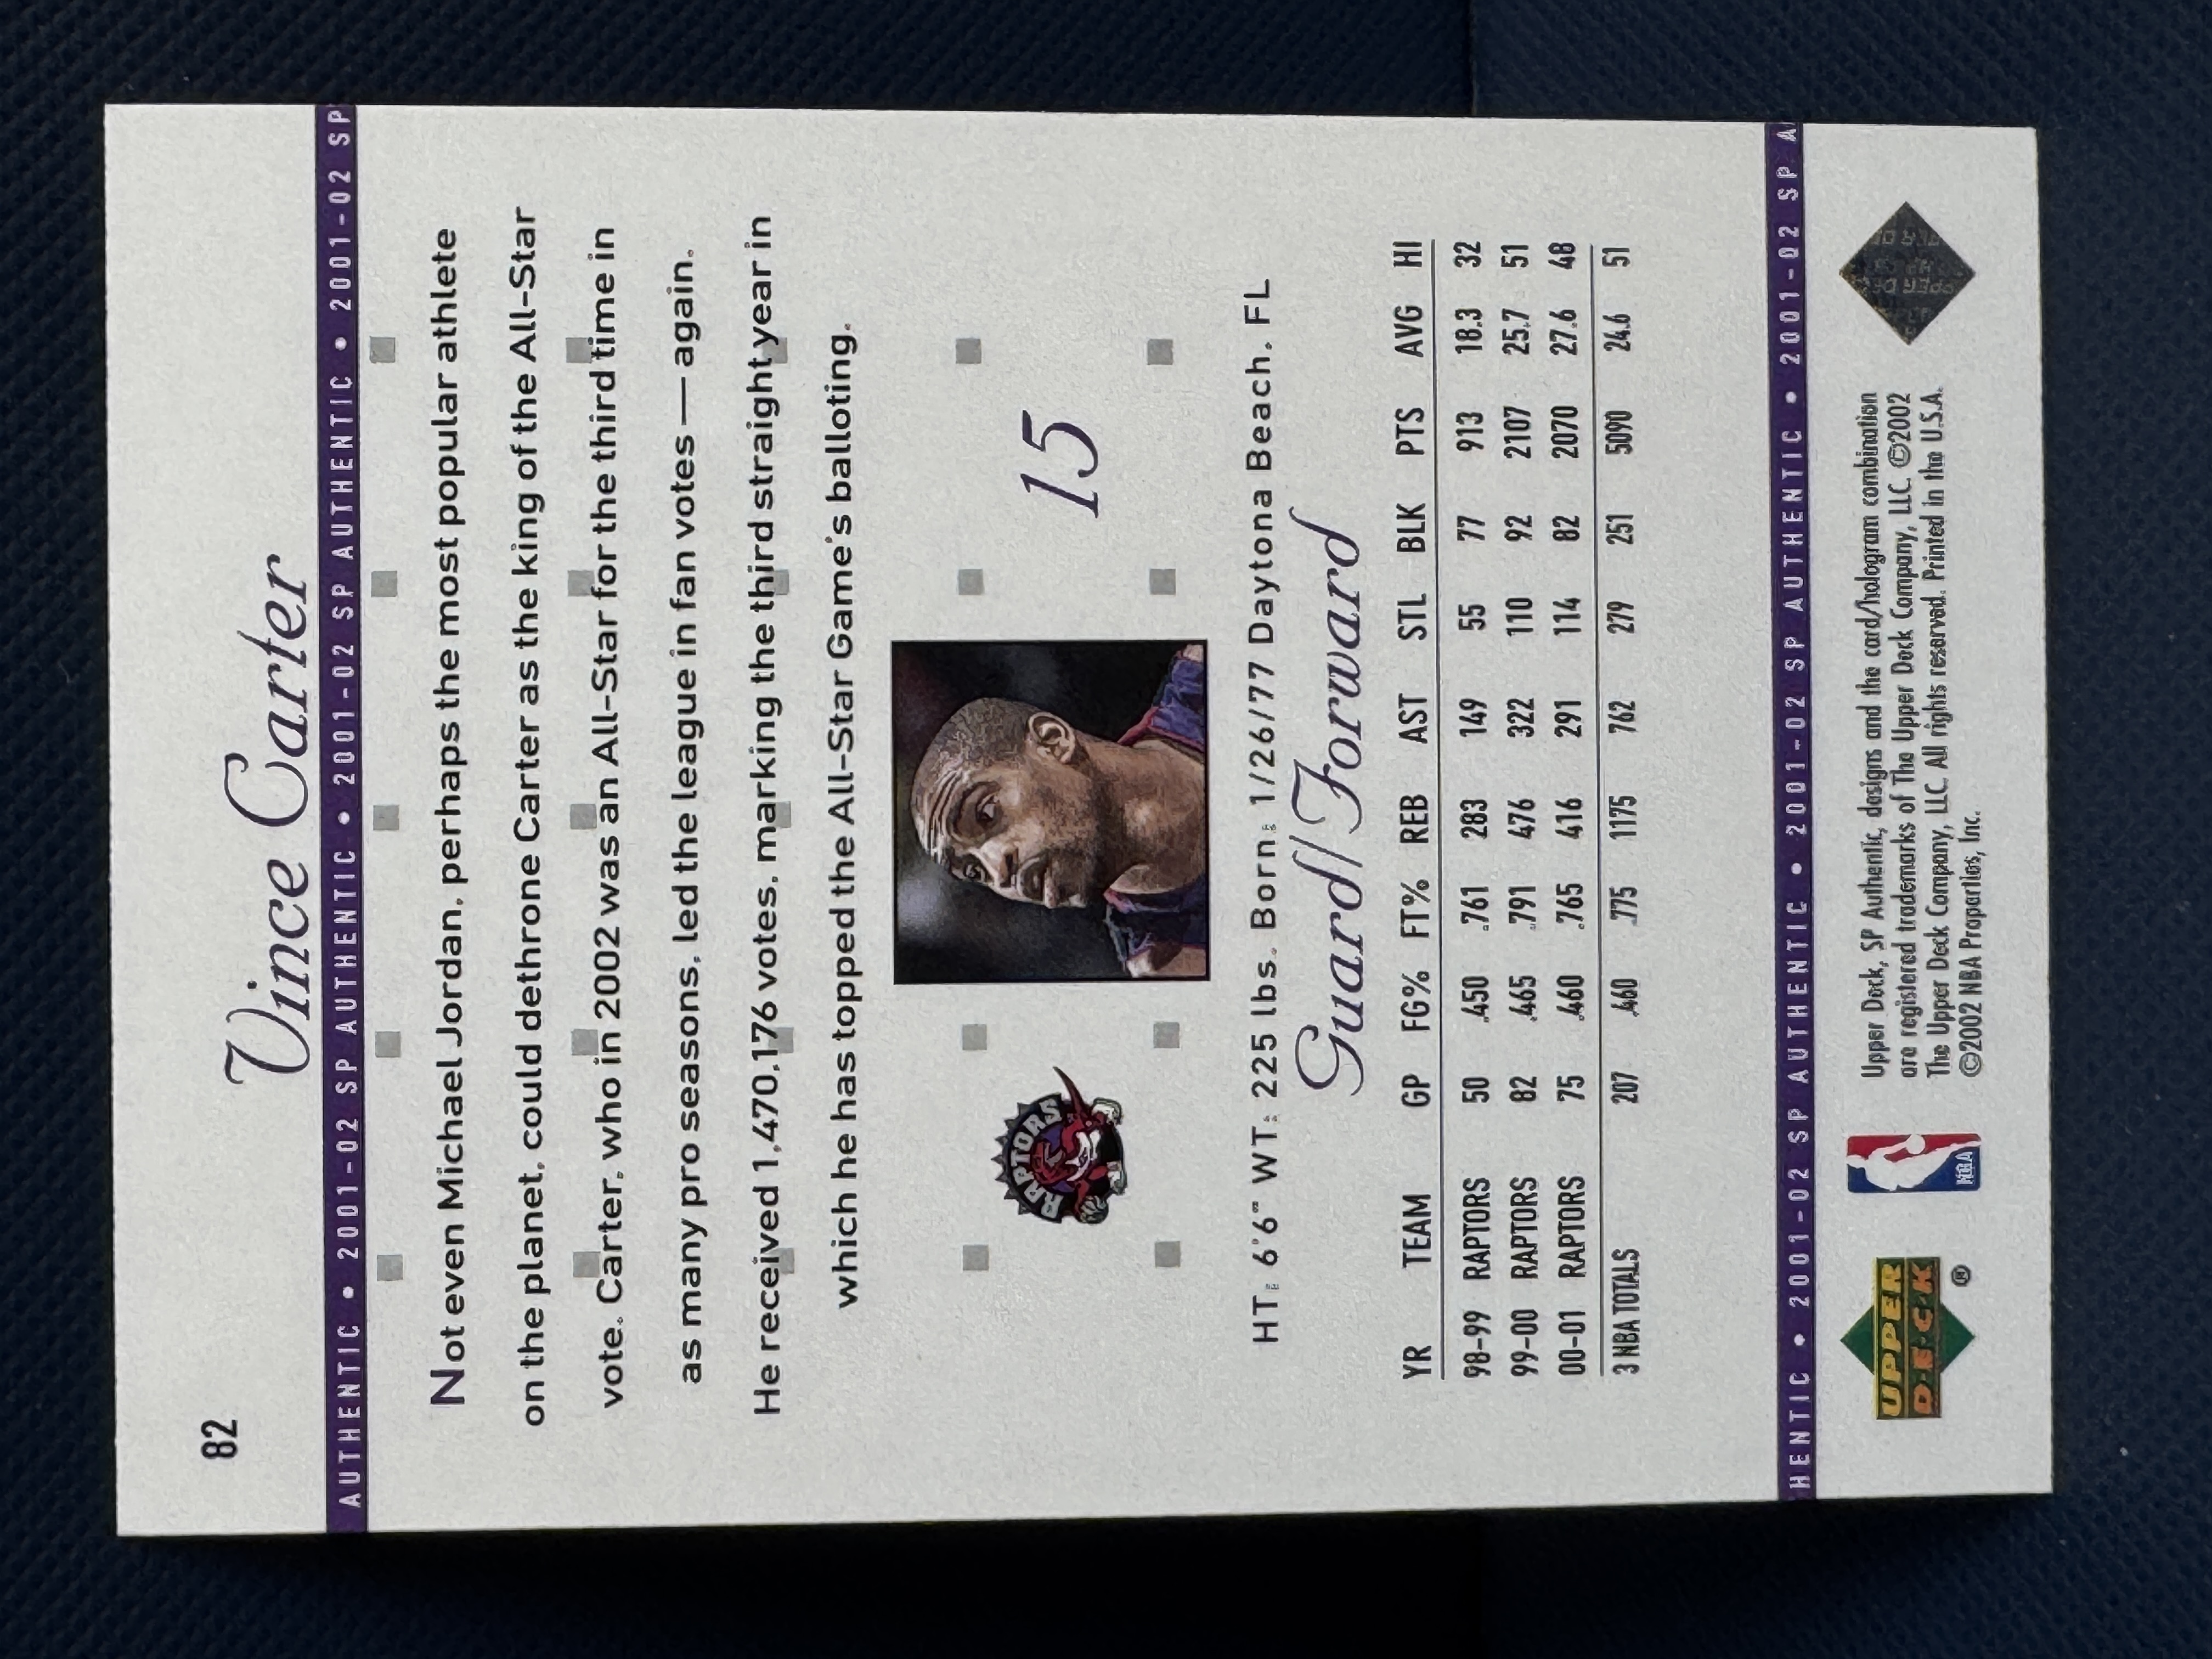 82
Vince Carter
AUTHENTIC • 2001-02 SP AUTHENTIC • 2001-02 SP AUTHENTIC • 2001-02 SP
Not even Michael Jordan, perhaps the most popular athlete
on the planet, could dethrone Carter as the king of the All-Star
vote. Carter, who in 2002 was an All-Star for the third time in
as many pro seasons, led the league in fan votes — again.
He received 1,470,176 votes, marking the third straight year in
which he has topped the All-Star Game's balloting.
RAPTORS
15
HT: 6'6" WT: 225 lbs. Born: 1/26/77 Daytona Beach, FL
Guard/Forward
YR TEAM GP FG% FT% REB AST STL BLK PTS AVG HI
98-99 RAPTORS 50 .450 .761 283 149 55 77 913 18.3 32
99-00 RAPTORS 82 .465 .791 476 322 110 92 2107 25.7 51
00-01 RAPTORS 75 .460 .765 416 291 114 82 2070 27.6 48
3 NBA TOTALS 207 .460 .775 1175 762 279 251 5090 24.6 51
HENTIC • 2001-02 SP AUTHENTIC • 2001-02 SP AUTHENTIC • 2001-02 SP A
UPPER
D·E·C·K
®
NBA
Upper Deck, SP Authentic, designs and the card/hologram combination
are registered trademarks of The Upper Deck Company, LLC. ©2002
The Upper Deck Company, LLC. All rights reserved. Printed in the U.S.A.
©2002 NBA Properties, Inc.